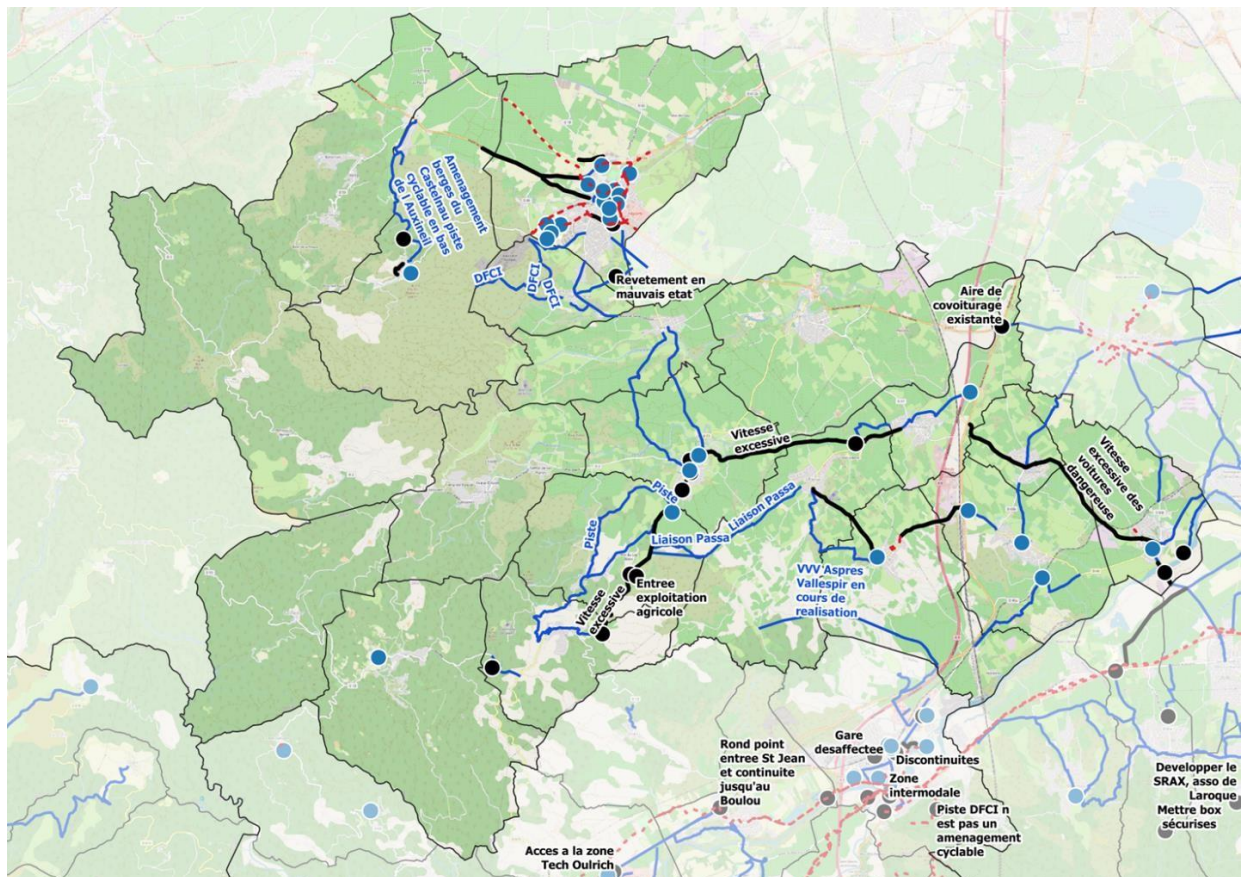 Amenagement
berges du
Castelnau piste
cyclable en bas
de l Auxineil
DFCI
DFCI
DFCI
Revetement en
mauvais etat
Aire de
covoiturage
existante
Vitesse
excessive
Vitesse
excessive des
voitures
dangereuse
Piste
Piste
Liaison Passa
Liaison Passa
Vitesse
excessive
Entree
exploitation
agricole
VVV Aspres
Vallespir en
cours de
realisation
Rond point
entree St Jean
et continuite
jusqu'au
Boulou
Gare
desaffectee
Discontinuites
Zone
intermodale
Piste DFCI n
est pas un
amenagement
cyclable
Developper le
SRAX, asso de
Laroque
Mettre box
sécurises
Acces a la zone
Tech Oulrich